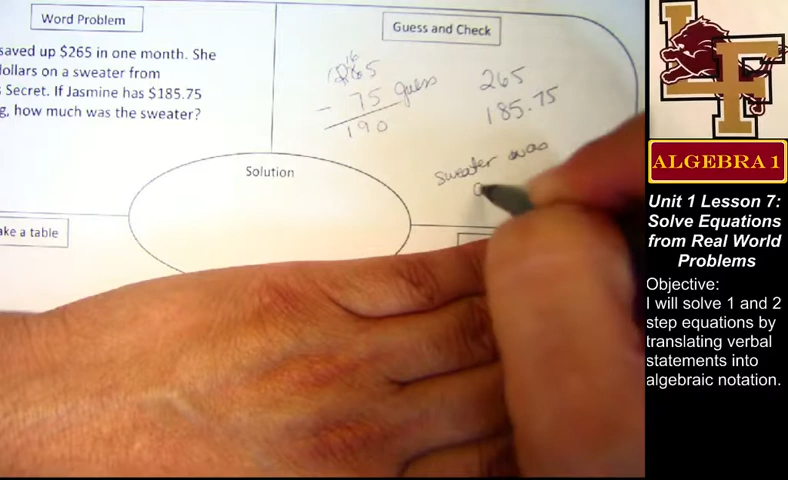 Word Problem
saved up $265 in one month. She
dollars on a sweater from
Secret. If Jasmine has $185.75
g, how much was the sweater?
Guess and Check
16
265
- 75 guess
190
265
185.75
sweater was
Solution
ake a table
LF
ALGEBRA 1
Unit 1 Lesson 7:
Solve Equations
from Real World
Problems
Objective:
I will solve 1 and 2
step equations by
translating verbal
statements into
algebraic notation.